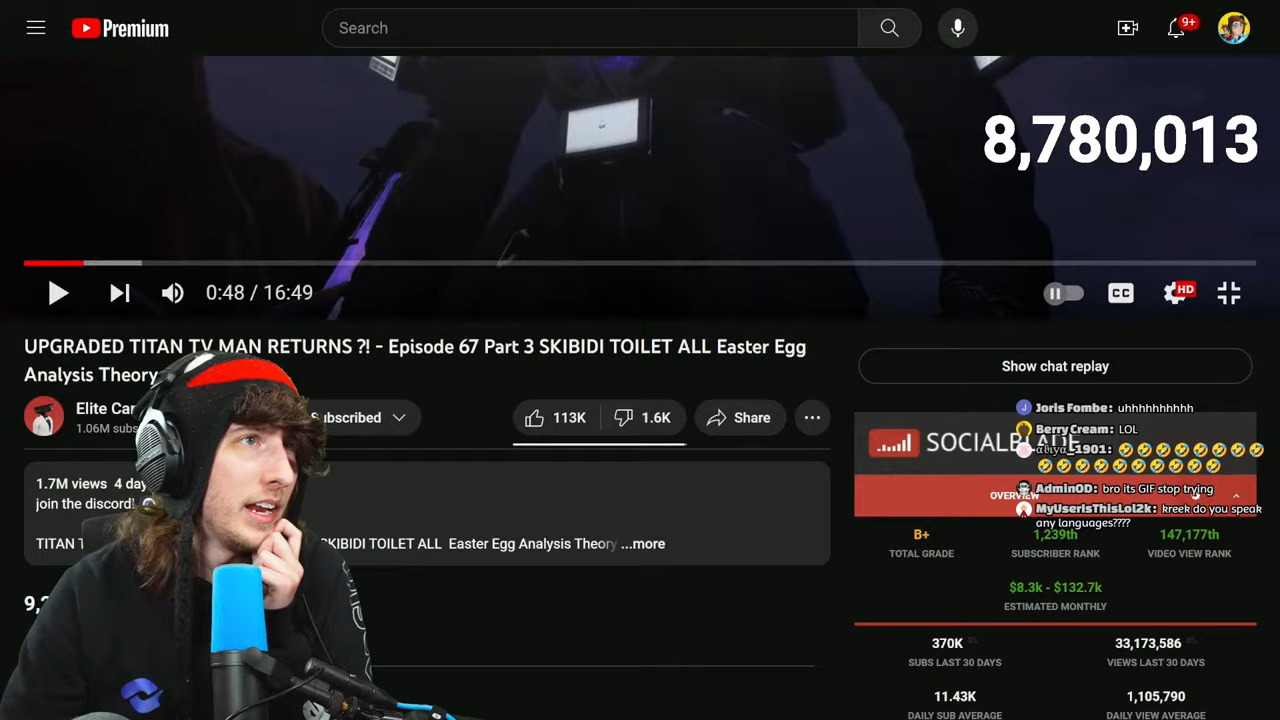 Premium
Search
9+
8,780,013
0:48 / 16:49
CC
HD
UPGRADED TITAN TV MAN RETURNS ?! - Episode 67 Part 3 SKIBIDI TOILET ALL Easter Egg
Analysis Theory
Elite
1.06M subs
Subscribed
113K
1.6K
Share
1.7M views 4
join the discord!
SKIBIDI TOILET ALL Easter Egg Analysis Theory ...more
Show chat replay
Joris Fombe: uhhhhhhhhh
Berry Cream: LOL
🤣🤣🤣🤣🤣🤣🤣🤣
🤣🤣🤣🤣🤣🤣🤣🤣🤣🤣
AdminOD: bro its GIF stop trying
MyUserIsThisLol2k: kreek do you speak
any languages????
SOCIALBLADE
OVERVIEW
B+
TOTAL GRADE
1,239th
SUBSCRIBER RANK
147,177th
VIDEO VIEW RANK
$8.3k - $132.7k
ESTIMATED MONTHLY
370K 0%
SUBS LAST 30 DAYS
33,173,586 0%
VIEWS LAST 30 DAYS
11.43K
DAILY SUB AVERAGE
1,105,790
DAILY VIEW AVERAGE